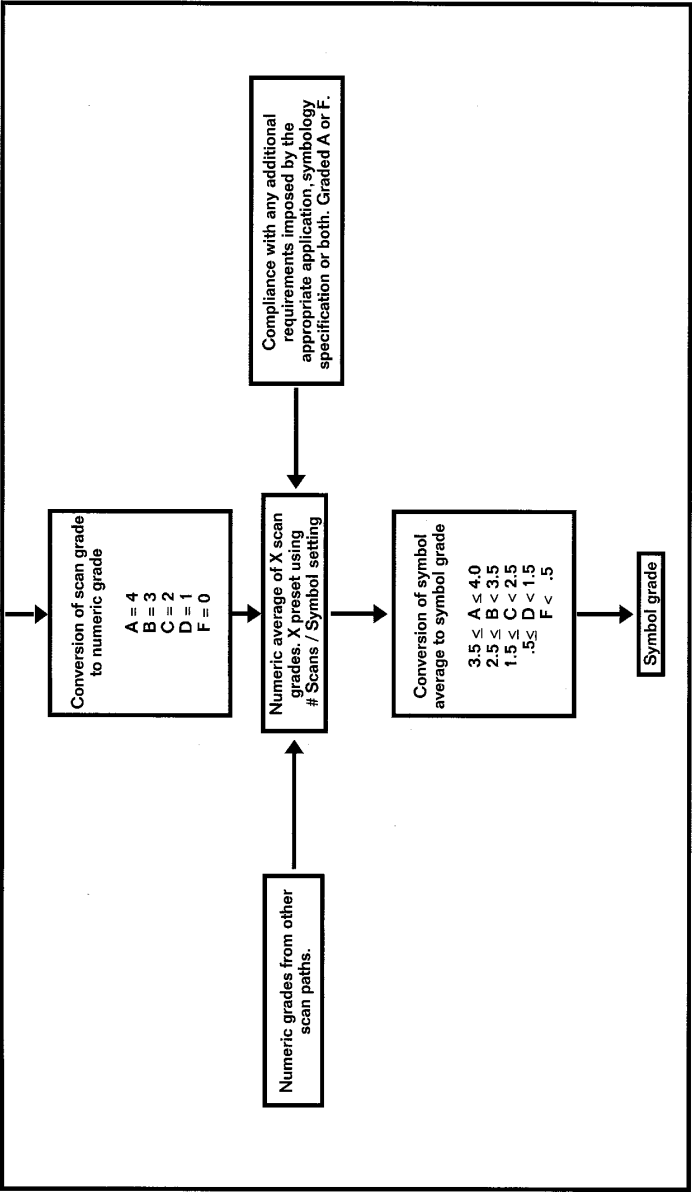 Conversion of scan grade
to numeric grade
A = 4
B = 3
C = 2
D = 1
F = 0
Numeric grades from other
scan paths.
Numeric average of X scan
grades. X preset using
# Scans / Symbol setting
Compliance with any additional
requirements imposed by the
appropriate application, symbology
specification or both. Graded A or F.
Conversion of symbol
average to symbol grade
3.5 ≤ A ≤ 4.0
2.5 ≤ B < 3.5
1.5 ≤ C < 2.5
.5≤ D < 1.5
F < .5
Symbol grade